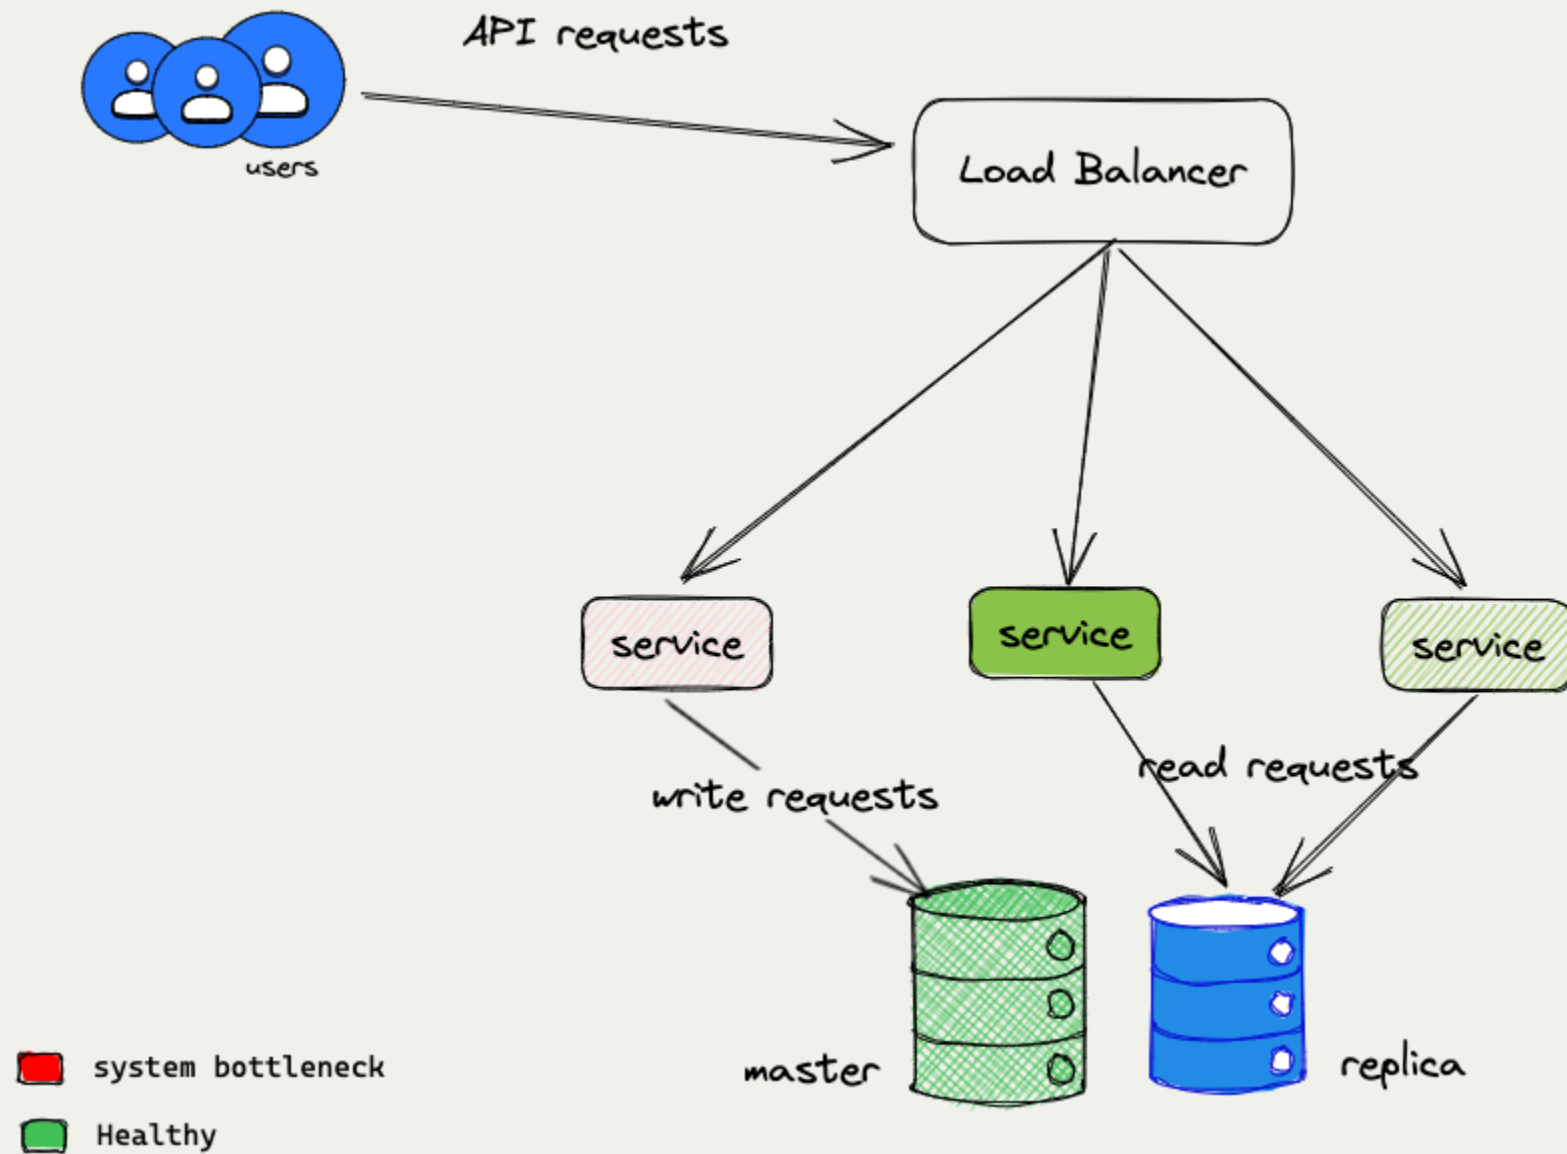 API requests
users
Load Balancer
service
service
service
read requests
write requests
master
replica
system bottleneck
Healthy